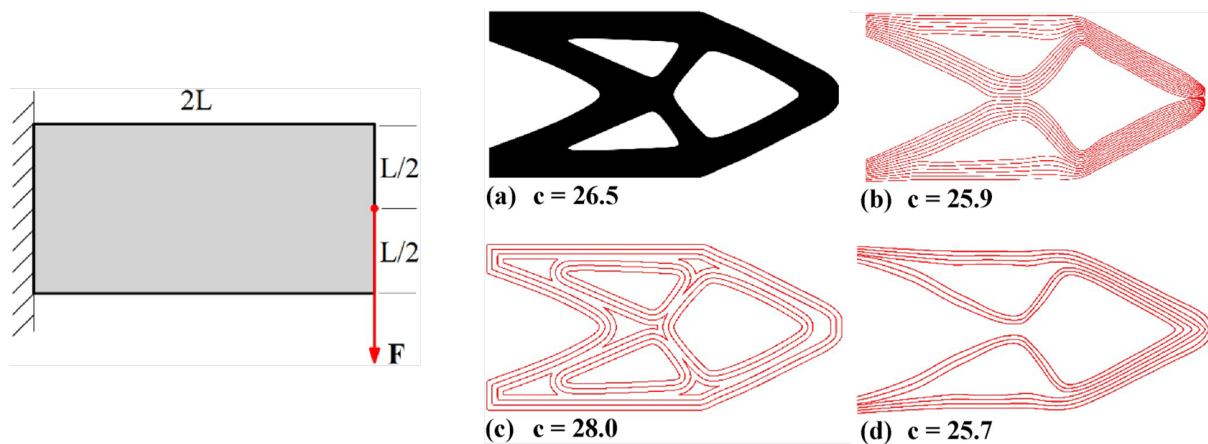 2L
L/2
L/2
F
(a) c = 26.5
(b) c = 25.9
(c) c = 28.0
(d) c = 25.7